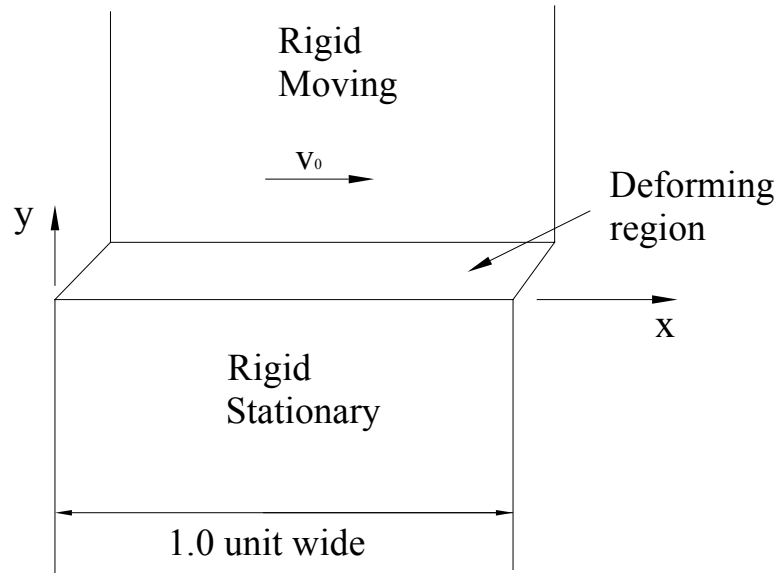 Rigid
Moving
v₀
Deforming
region
y
x
Rigid
Stationary
1.0 unit wide